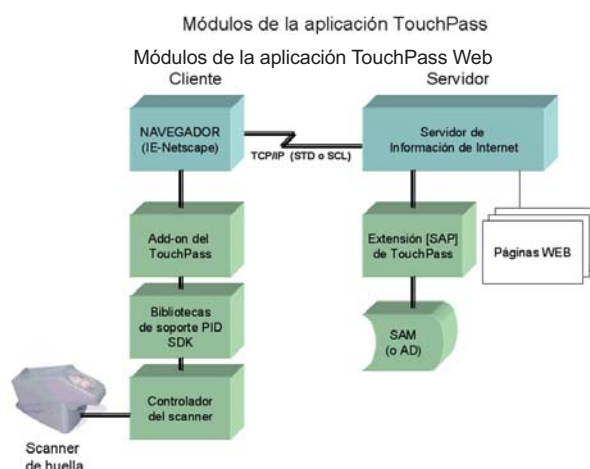 Módulos de la aplicación TouchPass
Módulos de la aplicación TouchPass Web
Cliente
Servidor
NAVEGADOR
(IE-Netscape)
TCP/IP (STD o SCL)
Servidor de
Información de Internet
Add-on del
TouchPass
Extensión [SAP]
de TouchPass
Páginas WEB
Bibliotecas
de soporte PID
SDK
SAM
(o AD)
Controlador
del scanner
Scanner
de huella